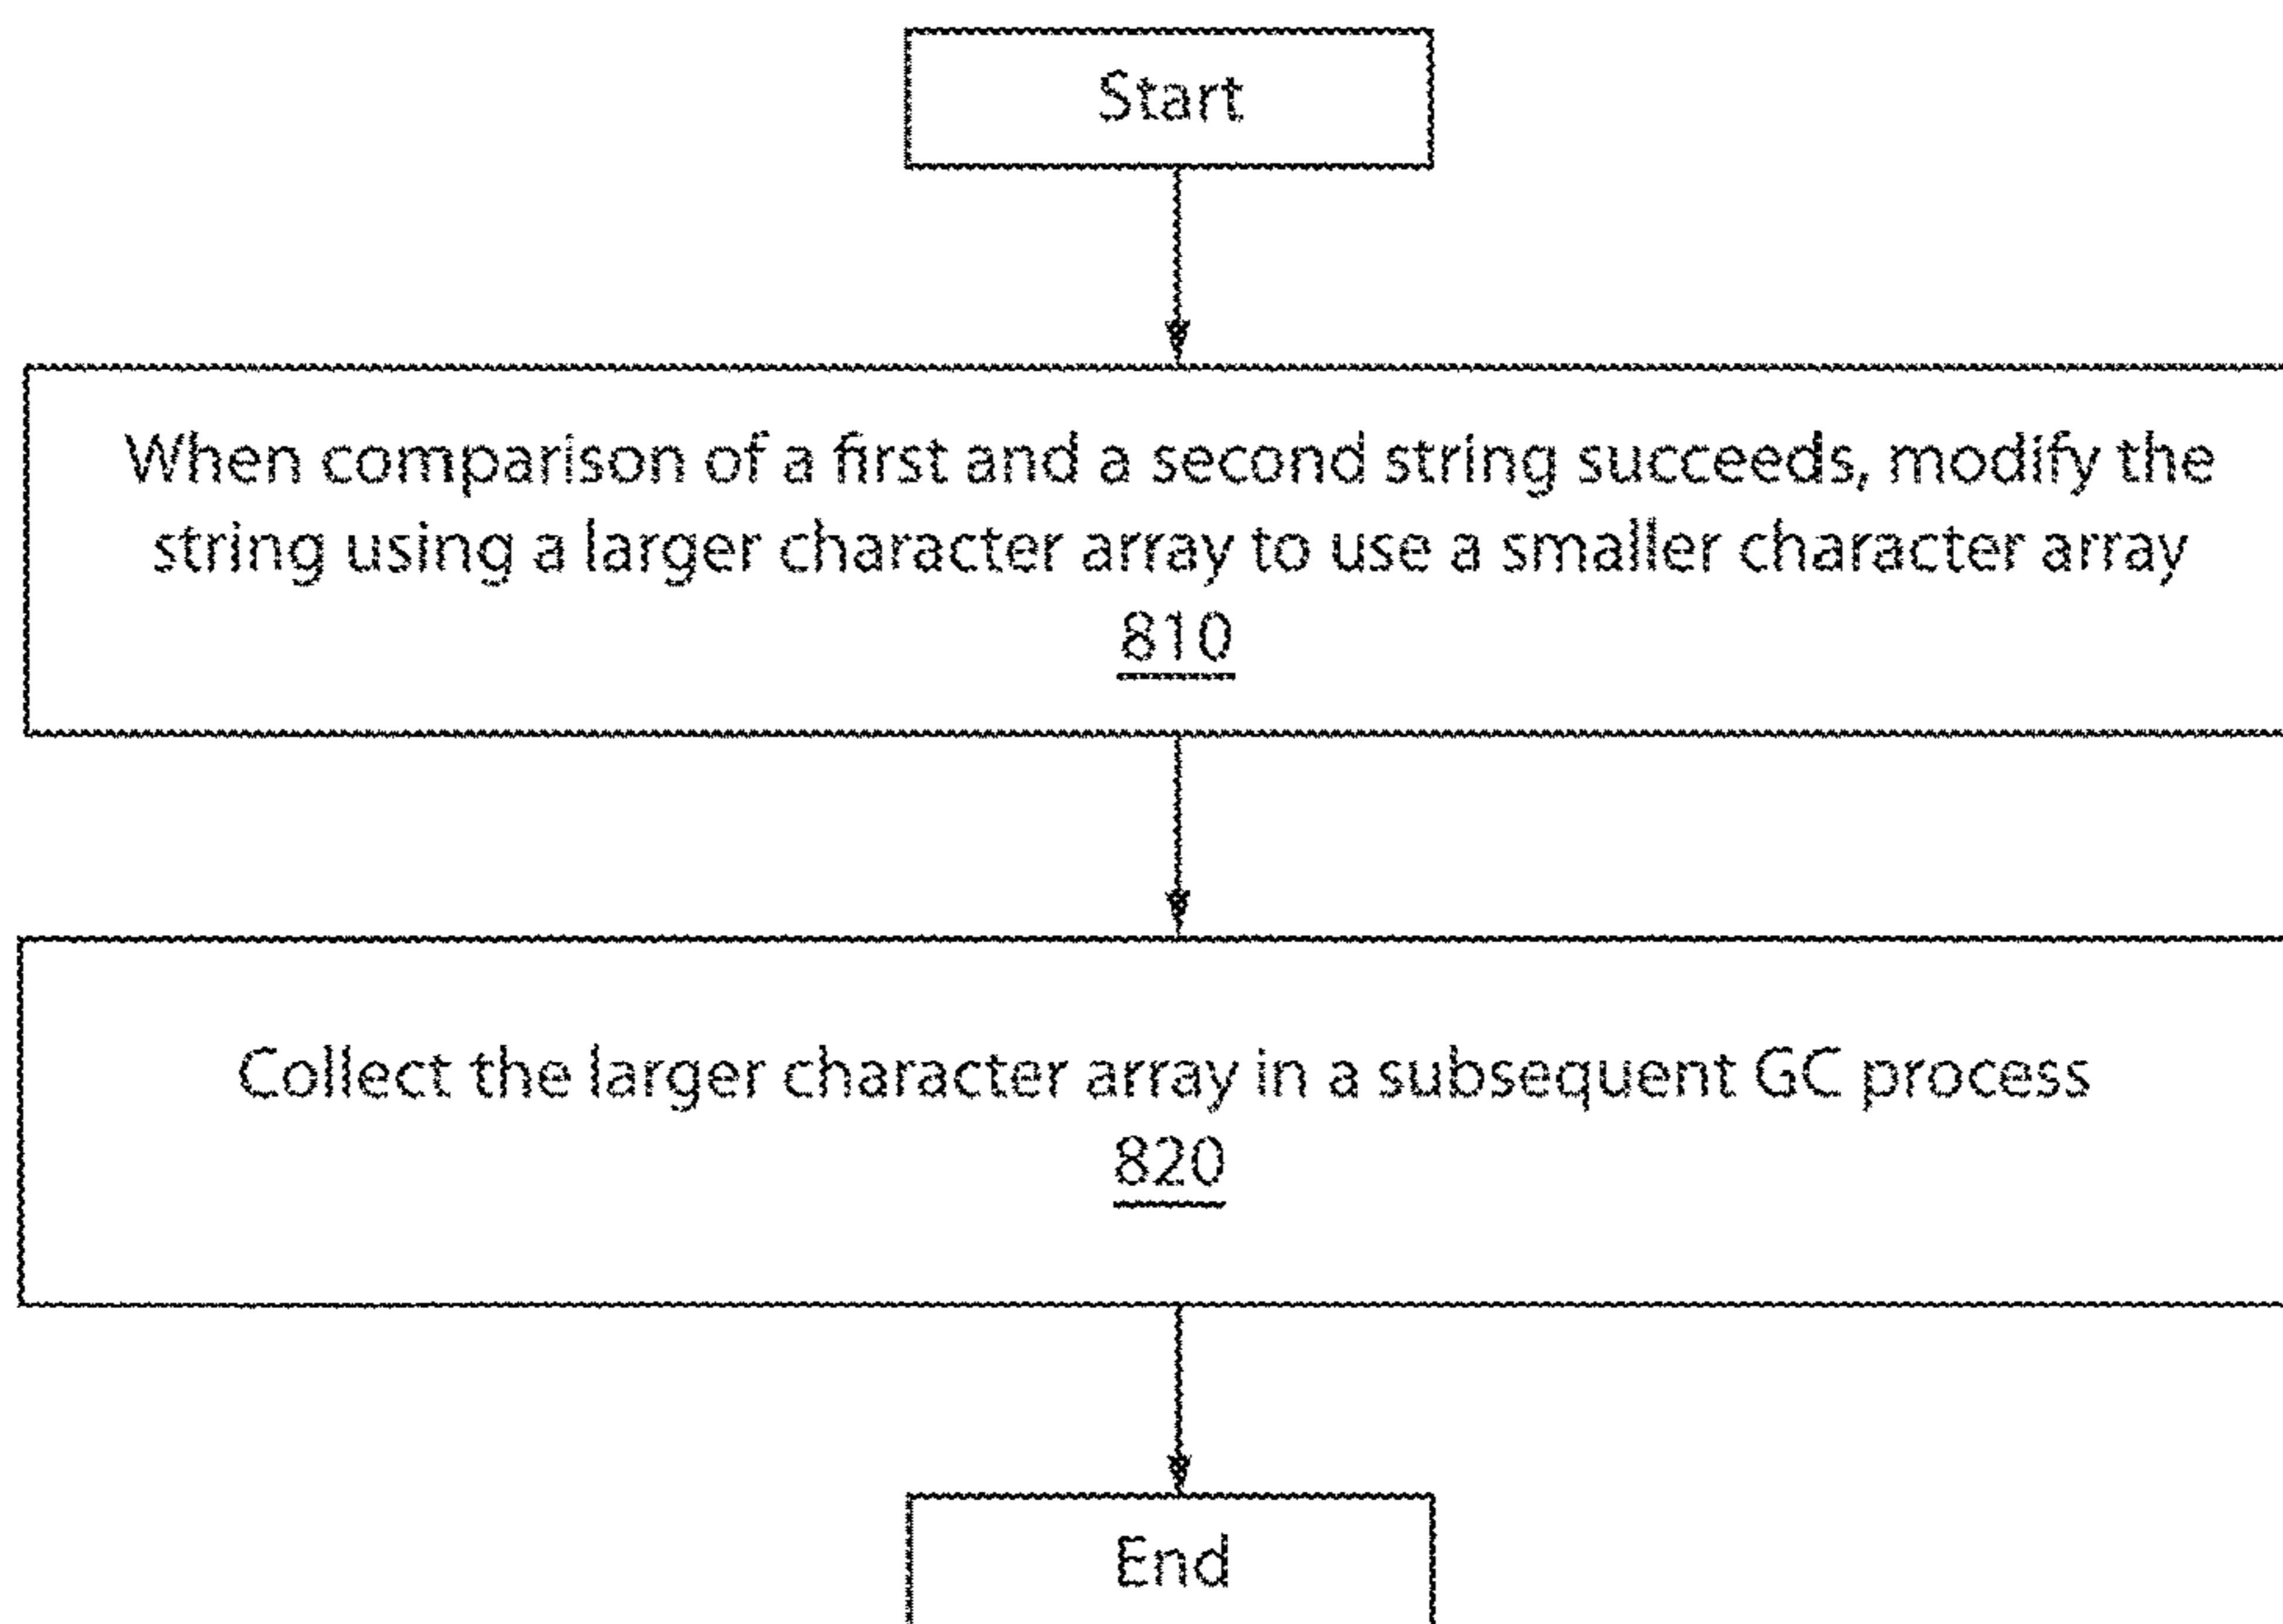 Start
When comparison of a first and a second string succeeds, modify the
string using a larger character array to use a smaller character array
810
Collect the larger character array in a subsequent GC process
820
End